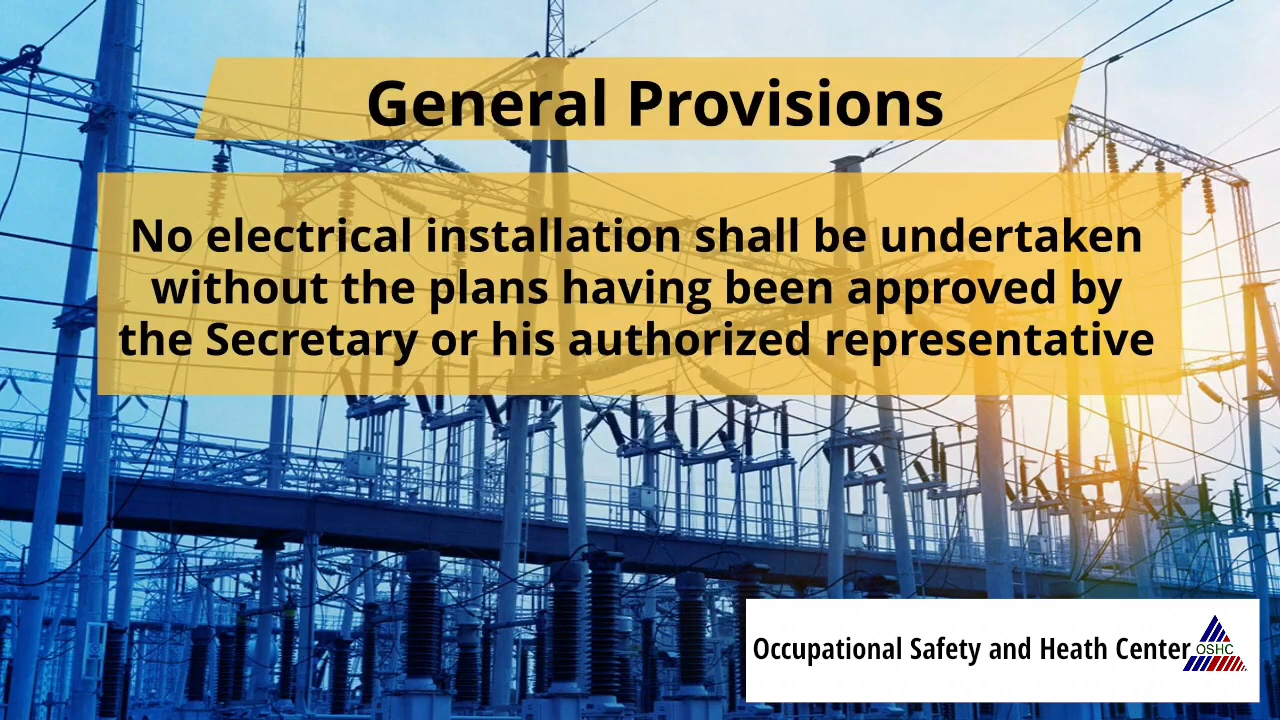 General Provisions
No electrical installation shall be undertaken
without the plans having been approved by
the Secretary or his authorized representative
Occupational Safety and Heath Center
OSHC